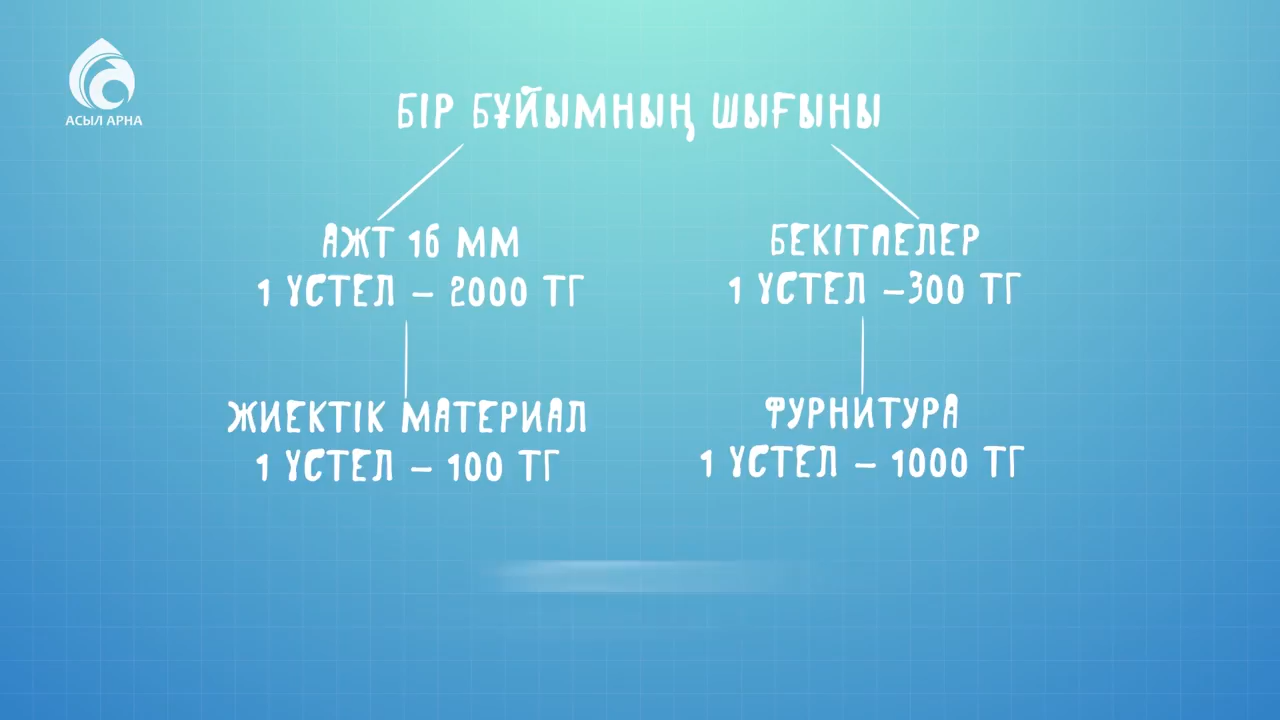 АСЫЛ АРНА
БІР БҰЙЫМНЫҢ ШЫҒЫНЫ
АЖТ 16 ММ
1 ҮСТЕЛ – 2000 ТГ
БЕКІТПЕЛЕР
1 ҮСТЕЛ –300 ТГ
ЖИЕКТІК МАТЕРИАЛ
1 ҮСТЕЛ – 100 ТГ
ФУРНИТУРА
1 ҮСТЕЛ – 1000 ТГ